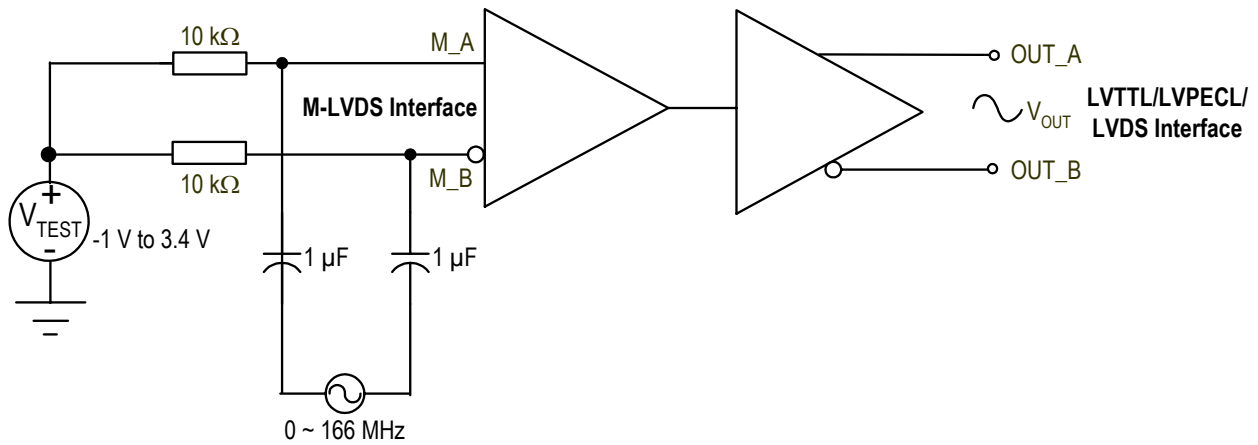 10 kΩ
M_A
OUT_A
M-LVDS Interface
V_OUT
LVTTL/LVPECL/
LVDS Interface
10 kΩ
M_B
OUT_B
+
V_TEST
-
-1 V to 3.4 V
1 µF
1 µF
0 ~ 166 MHz